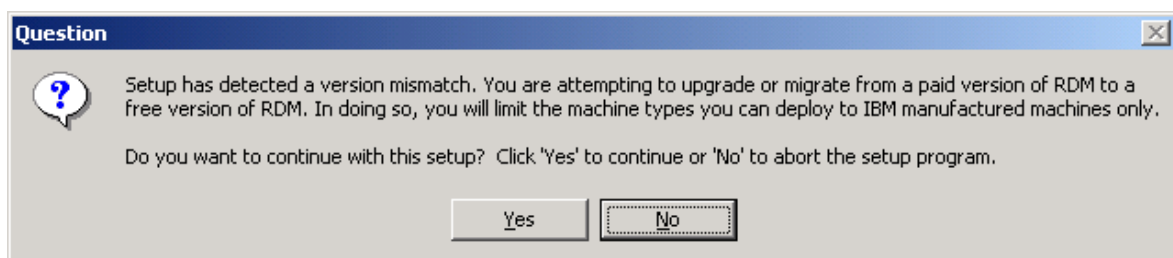 Question
Setup has detected a version mismatch. You are attempting to upgrade or migrate from a paid version of RDM to a
free version of RDM. In doing so, you will limit the machine types you can deploy to IBM manufactured machines only.
Do you want to continue with this setup?  Click 'Yes' to continue or 'No' to abort the setup program.
Yes
No